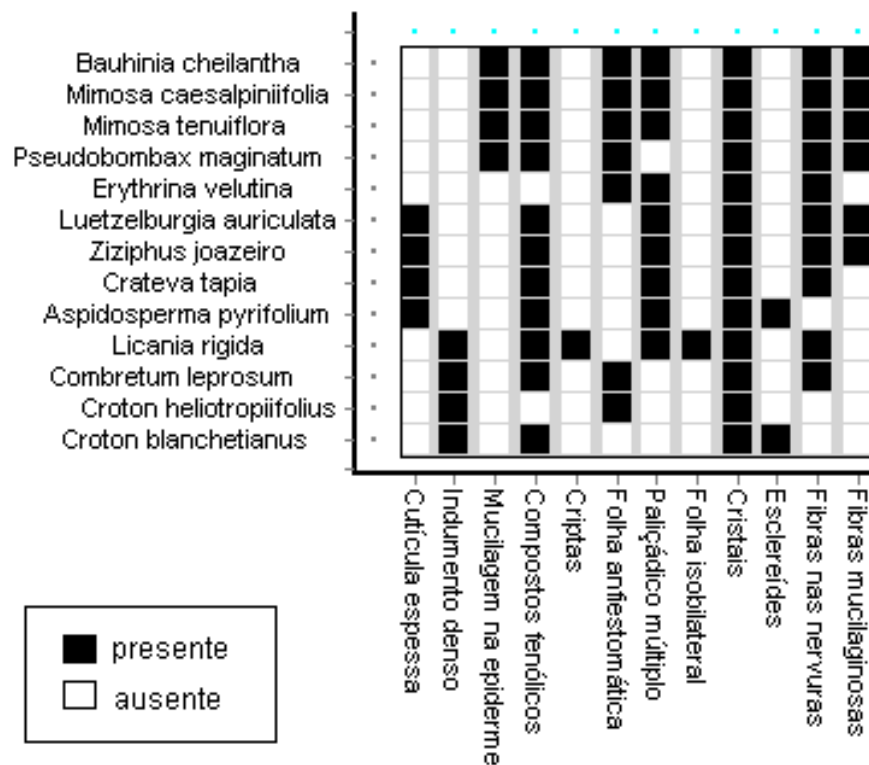 Bauhinia cheilantha
Mimosa caesalpiniifolia
Mimosa tenuiflora
Pseudobombax maginatum
Erythrina velutina
Luetzelburgia auriculata
Ziziphus joazeiro
Crateva tapia
Aspidosperma pyrifolium
Licania rigida
Combretum leprosum
Croton heliotropiifolius
Croton blanchetianus
Cutícula espessa
Indumento denso
Mucilagem na epiderme
Compostos fenólicos
Criptas
Folha anfiestomática
Paliçádico múltiplo
Folha isobilateral
Cristais
Esclereídes
Fibras nas nervuras
Fibras mucilaginosas
presente
ausente